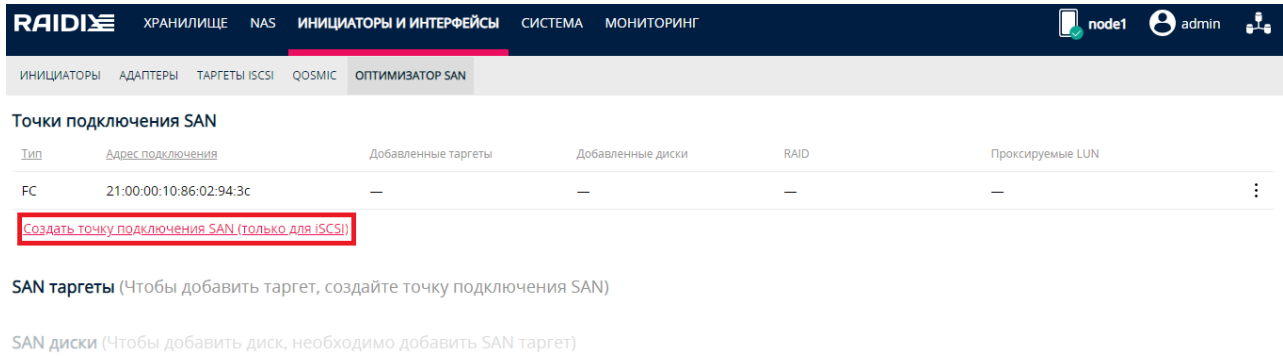 RAIDIX ХРАНИЛИЩЕ NAS ИНИЦИАТОРЫ И ИНТЕРФЕЙСЫ СИСТЕМА МОНИТОРИНГ node1 admin
ИНИЦИАТОРЫ АДАПТЕРЫ ТАРГЕТЫ ISCSI QOSMIC ОПТИМИЗАТОР SAN
Точки подключения SAN
Тип Адрес подключения Добавленные таргеты Добавленные диски RAID Проксируемые LUN
FC 21:00:00:10:86:02:94:3c — — — —
Создать точку подключения SAN (только для iSCSI)
SAN таргеты (Чтобы добавить таргет, создайте точку подключения SAN)
SAN диски (Чтобы добавить диск, необходимо добавить SAN таргет)